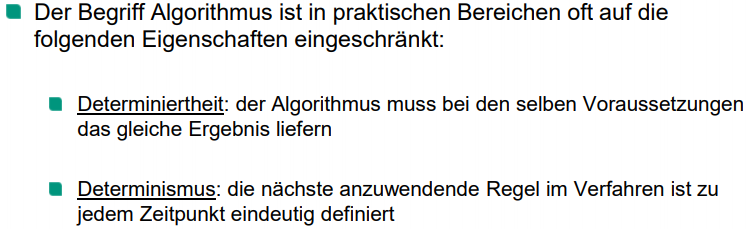 Der Begriff Algorithmus ist in praktischen Bereichen oft auf die
folgenden Eigenschaften eingeschränkt:
Determiniertheit: der Algorithmus muss bei den selben Voraussetzungen
das gleiche Ergebnis liefern
Determinismus: die nächste anzuwendende Regel im Verfahren ist zu
jedem Zeitpunkt eindeutig definiert